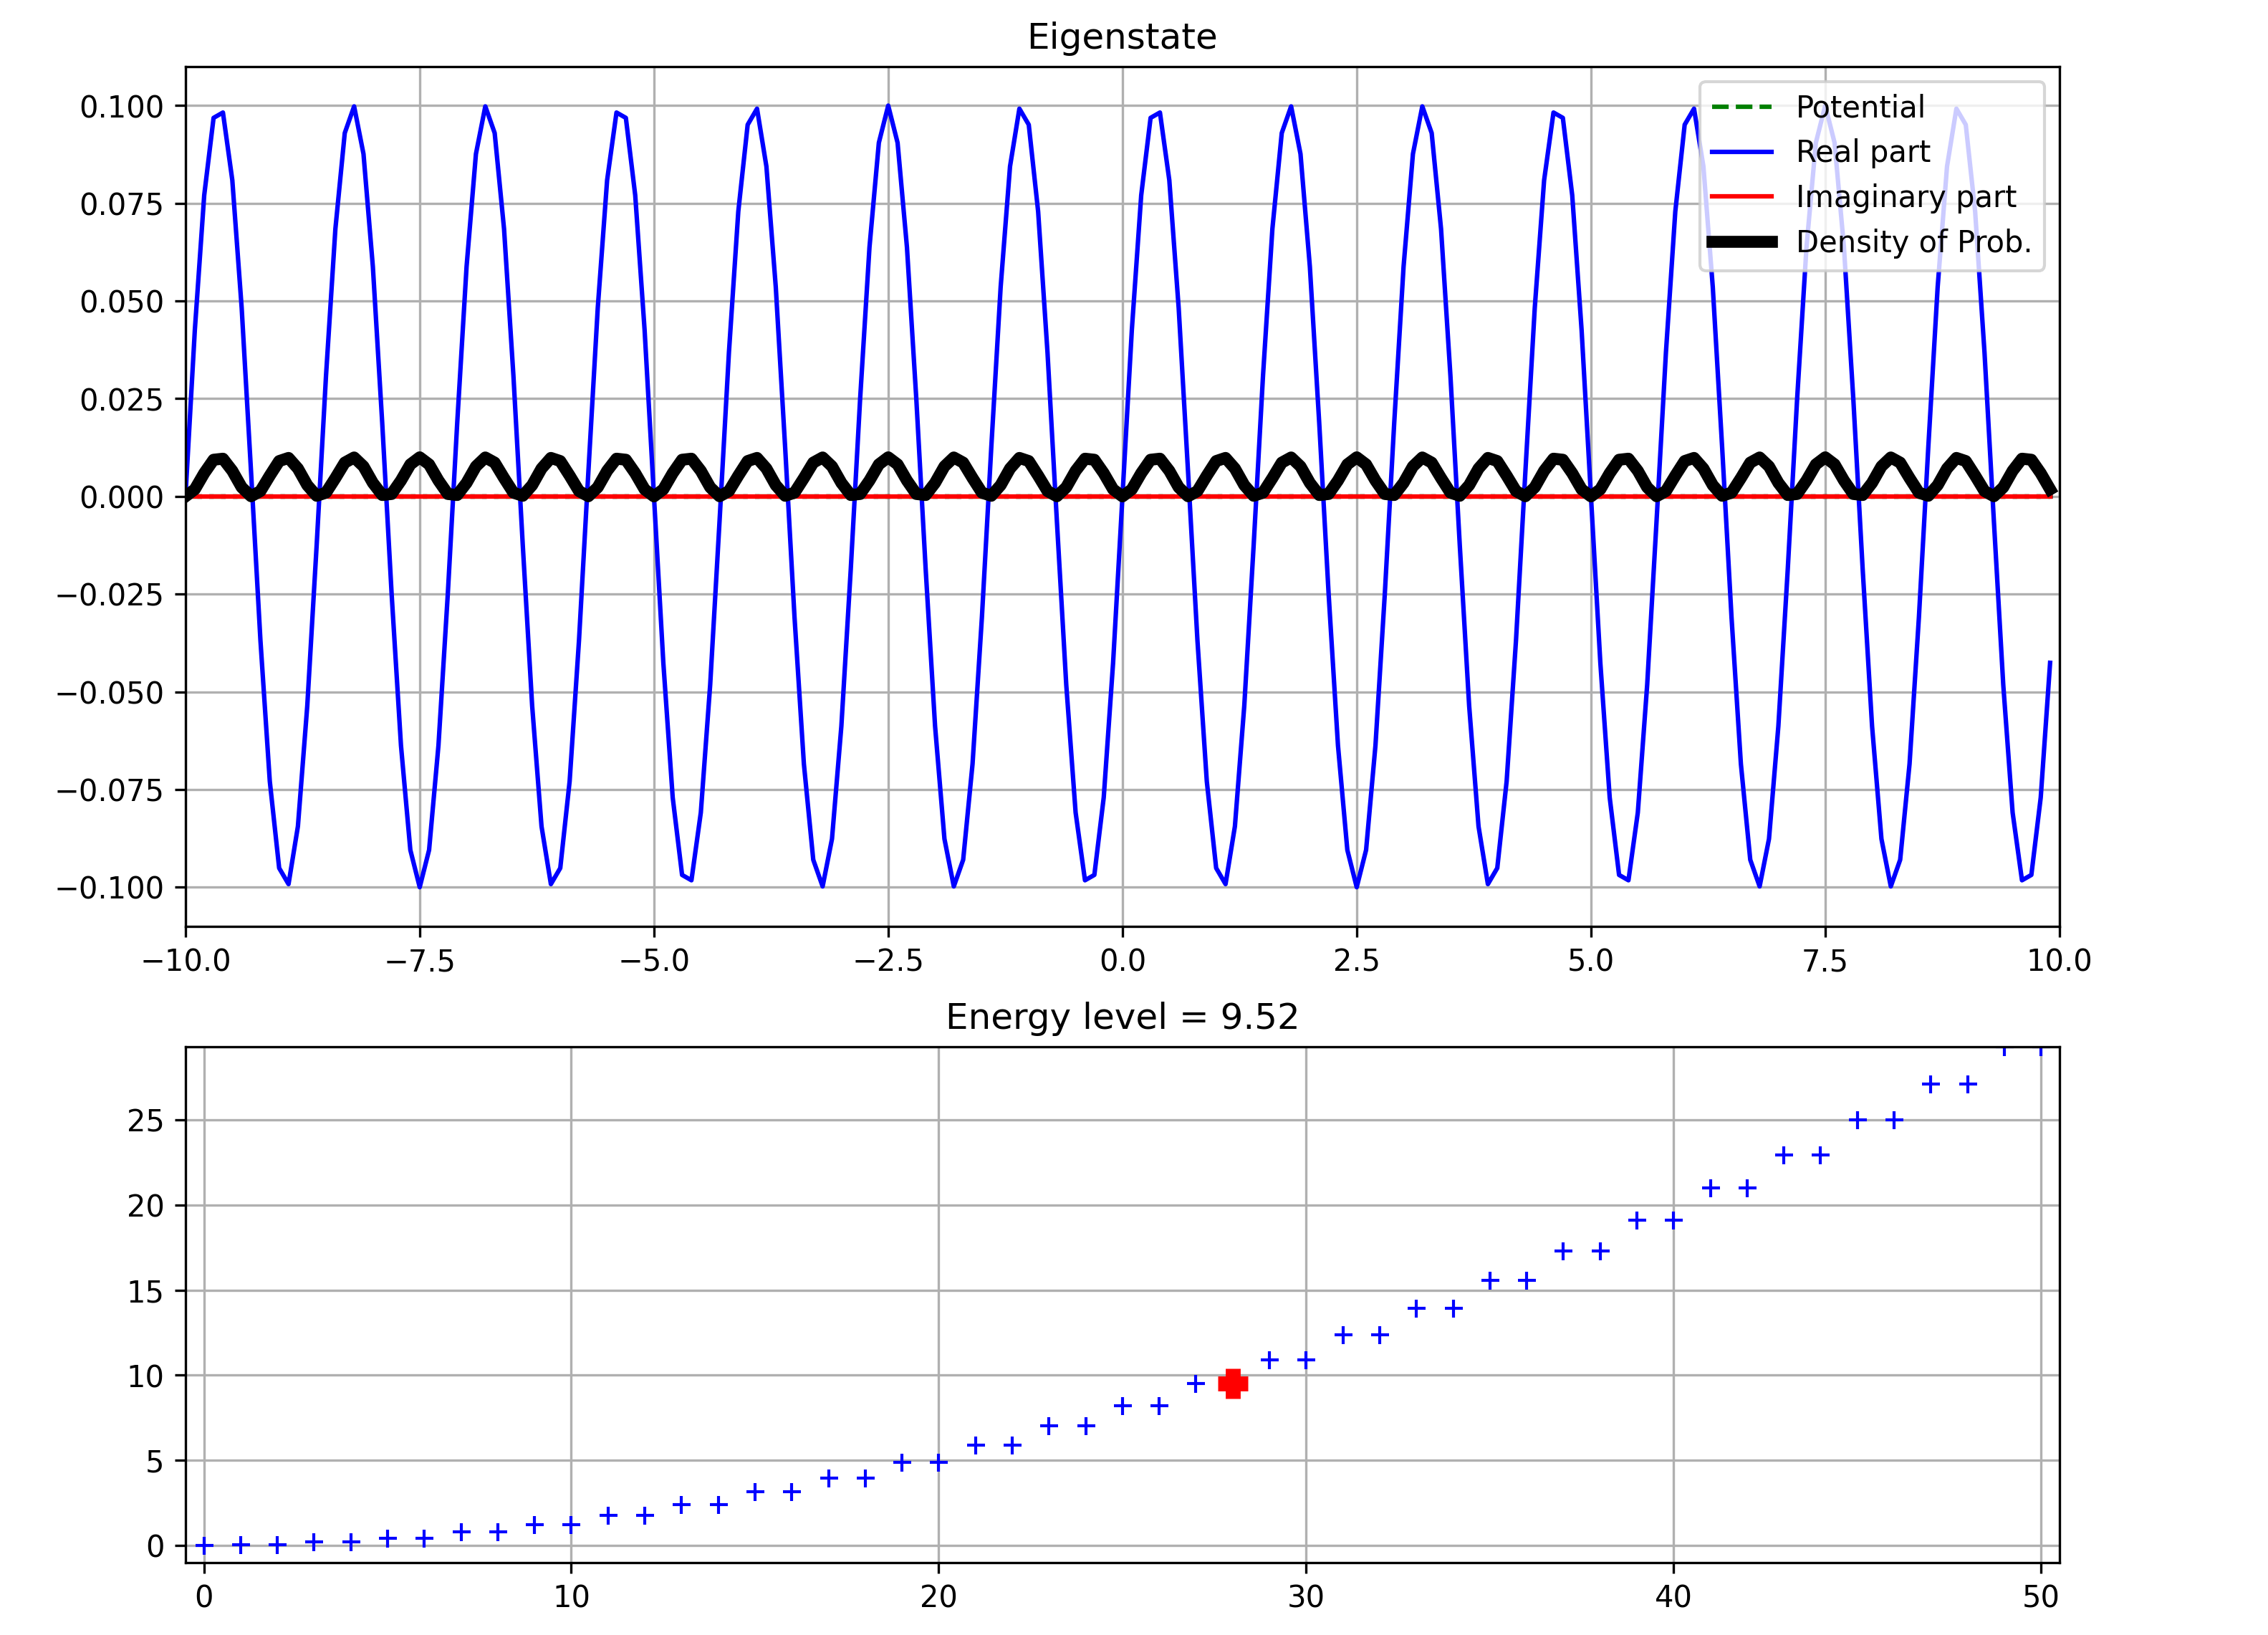 Eigenstate
0.100
0.075
0.050
0.025
0.000
−0.025
−0.050
−0.075
−0.100
Potential
Real part
Imaginary part
Density of Prob.
−10.0 −7.5 −5.0 −2.5 0.0 2.5 5.0 7.5 10.0
Energy level = 9.52
25
20
15
10
5
0
0 10 20 30 40 50